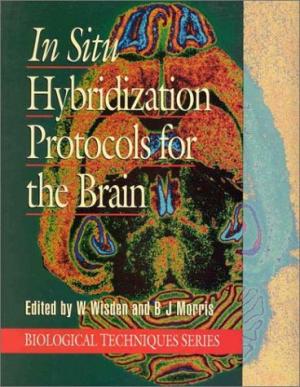 In Situ
Hybridization
Protocols for
the Brain
Edited by W Wisden and B J Morris
BIOLOGICAL TECHNIQUES SERIES